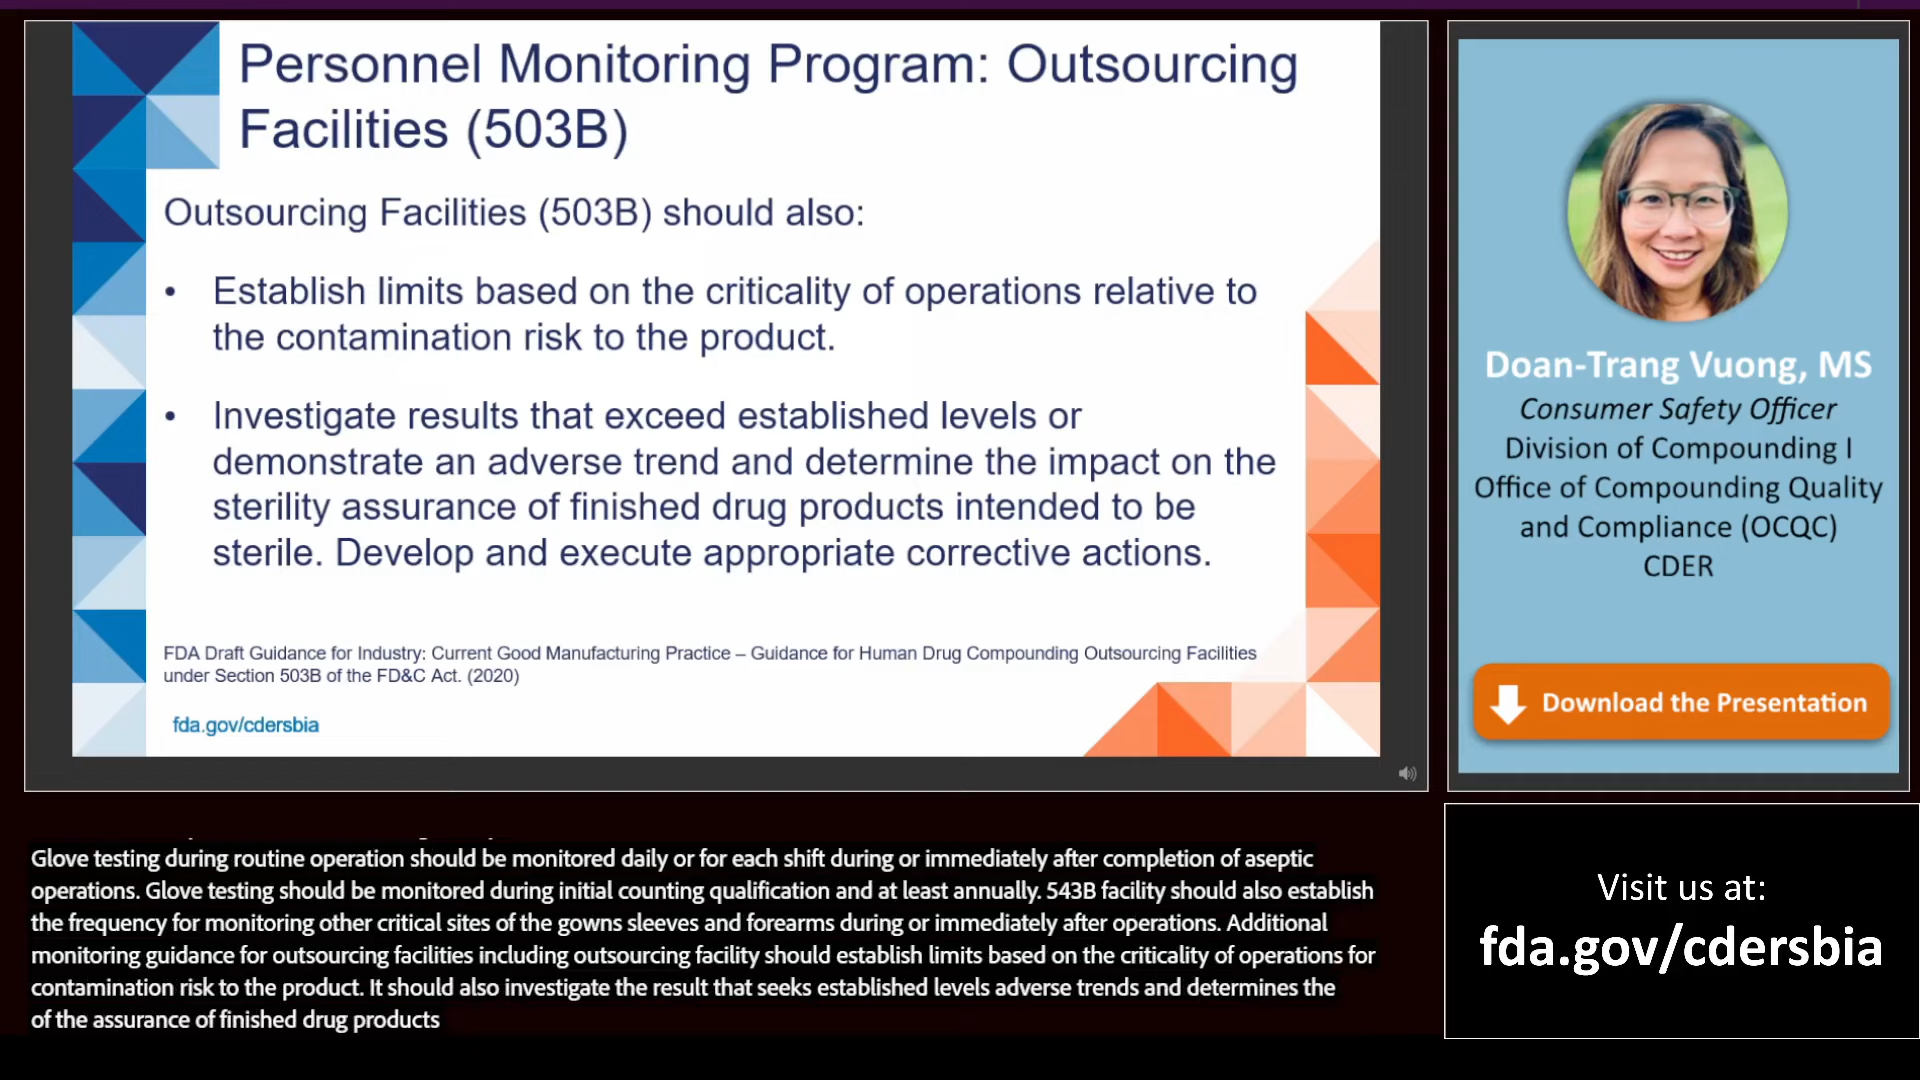 Personnel Monitoring Program: Outsourcing
Facilities (503B)
Outsourcing Facilities (503B) should also:
• Establish limits based on the criticality of operations relative to
the contamination risk to the product.
• Investigate results that exceed established levels or
demonstrate an adverse trend and determine the impact on the
sterility assurance of finished drug products intended to be
sterile. Develop and execute appropriate corrective actions.
FDA Draft Guidance for Industry: Current Good Manufacturing Practice – Guidance for Human Drug Compounding Outsourcing Facilities
under Section 503B of the FD&C Act. (2020)
fda.gov/cdersbia
Doan-Trang Vuong, MS
Consumer Safety Officer
Division of Compounding I
Office of Compounding Quality
and Compliance (OCQC)
CDER
Download the Presentation
Glove testing during routine operation should be monitored daily or for each shift during or immediately after completion of aseptic
operations. Glove testing should be monitored during initial counting qualification and at least annually. 543B facility should also establish
the frequency for monitoring other critical sites of the gowns sleeves and forearms during or immediately after operations. Additional
monitoring guidance for outsourcing facilities including outsourcing facility should establish limits based on the criticality of operations for
contamination risk to the product. It should also investigate the result that seeks established levels adverse trends and determines the
of the assurance of finished drug products
Visit us at:
fda.gov/cdersbia